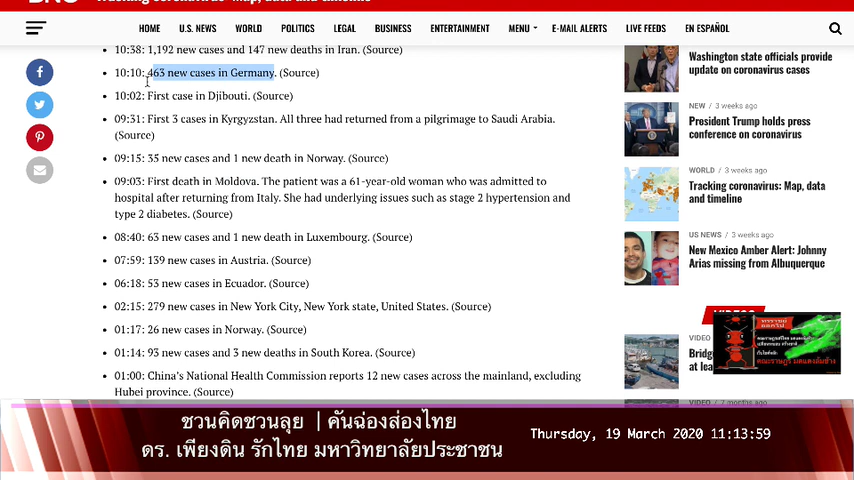 HOME U.S. NEWS WORLD POLITICS LEGAL BUSINESS ENTERTAINMENT MENU E-MAIL ALERTS LIVE FEEDS EN ESPAÑOL
10:38: 1,192 new cases and 147 new deaths in Iran. (Source)
10:10: 463 new cases in Germany. (Source)
10:02: First case in Djibouti. (Source)
09:31: First 3 cases in Kyrgyzstan. All three had returned from a pilgrimage to Saudi Arabia.
(Source)
09:15: 35 new cases and 1 new death in Norway. (Source)
09:03: First death in Moldova. The patient was a 61-year-old woman who was admitted to
hospital after returning from Italy. She had underlying issues such as stage 2 hypertension and
type 2 diabetes. (Source)
08:40: 63 new cases and 1 new death in Luxembourg. (Source)
07:59: 139 new cases in Austria. (Source)
06:18: 53 new cases in Ecuador. (Source)
02:15: 279 new cases in New York City, New York state, United States. (Source)
01:17: 26 new cases in Norway. (Source)
01:14: 93 new cases and 3 new deaths in South Korea. (Source)
01:00: China's National Health Commission reports 12 new cases across the mainland, excluding
Hubei province. (Source)
Washington state officials provide
update on coronavirus cases
NEW / 3 weeks ago
President Trump holds press
conference on coronavirus
WORLD / 3 weeks ago
Tracking coronavirus: Map, data
and timeline
US NEWS / 3 weeks ago
New Mexico Amber Alert: Johnny
Arias missing from Albuquerque
VIDEO
at lea
ชวนคิดชวนลุย | คันฉ่องส่องไทย
ดร. เพียงดิน รักไทย มหาวิทยาลัยประชาชน
Thursday, 19 March 2020 11:13:59